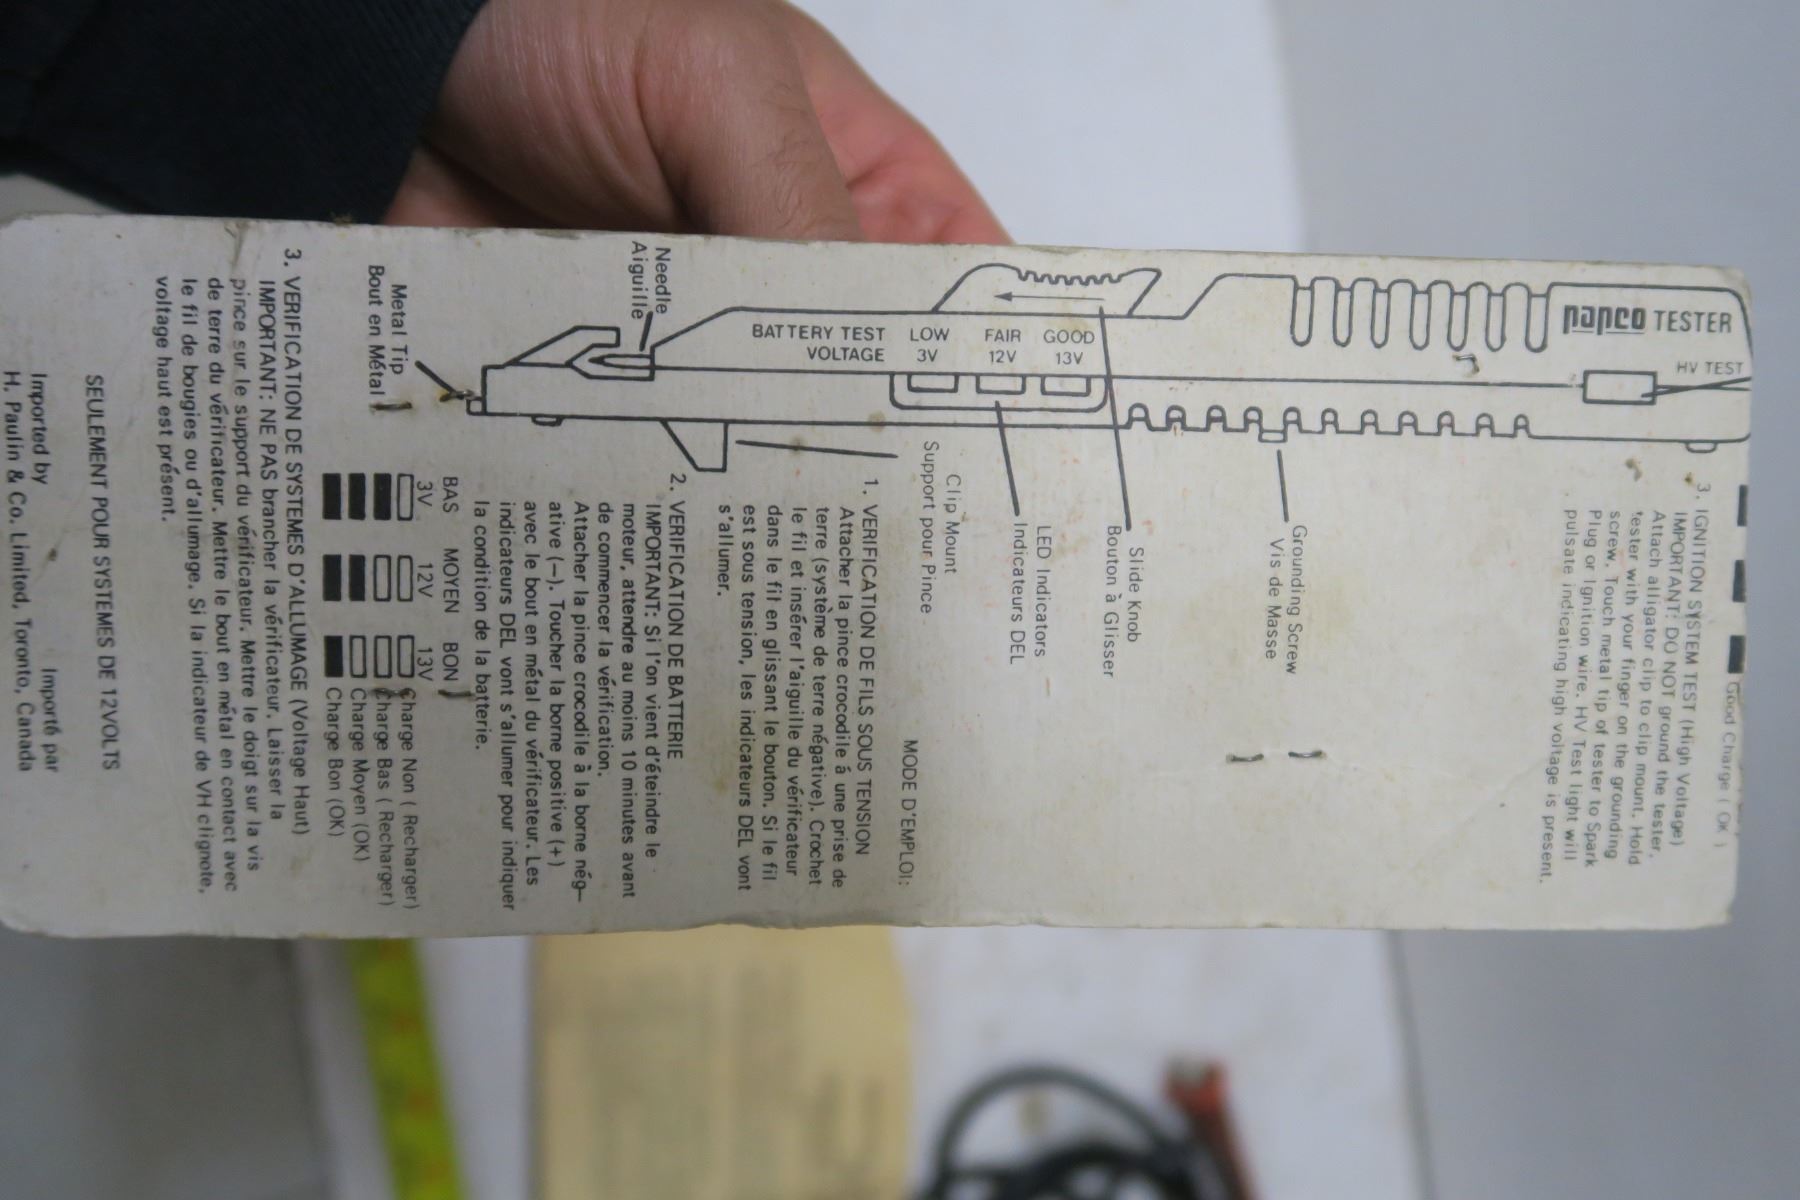 Good Charge ( OK )
3. IGNITION SYSTEM TEST (High Voltage)
IMPORTANT: DO NOT ground the tester.
Attach alligator clip to clip mount. Hold
tester with your finger on the grounding
screw. Touch metal tip of tester to Spark
Plug or Ignition wire. HV Test light will
pulsate indicating high voltage is present.
papco TESTER
HV TEST
BATTERY TEST
VOLTAGE
LOW
3V
FAIR
12V
GOOD
13V
Grounding Screw
Vis de Masse
Slide Knob
Bouton à Glisser
LED Indicators
Indicateurs DEL
Clip Mount
Support pour Pince
Needle
Aiguille
Metal Tip
Bout en Métal
MODE D'EMPLOI:
1. VERIFICATION DE FILS SOUS TENSION
Attacher la pince crocodile á une prise de
terre (système de terre négative). Crochet
le fil et insérer l'aiguille du vérificateur
dans le fil en glissant le bouton. Si le fil
est sous tension, les indicateurs DEL vont
s'allumer.
2. VERIFICATION DE BATTERIE
IMPORTANT: Si l'on vient d'éteindre le
moteur, attendre au moins 10 minutes avant
de commencer la vérification.
Attacher la pince crocodile à la borne nég-
ative (—). Toucher la borne positive (+)
avec le bout en métal du vérificateur. Les
indicateurs DEL vont s'allumer pour indiquer
la condition de la batterie.
BAS MOYEN BON
3V 12V 13V
Charge Non ( Recharger)
Charge Bas ( Recharger)
Charge Moyen (OK)
Charge Bon (OK)
3. VERIFICATION DE SYSTEMES D'ALLUMAGE (Voltage Haut)
IMPORTANT: NE PAS brancher la vérificateur. Laisser la
pince sur le support du vérificateur. Mettre le doigt sur la vis
de terre du vérificateur. Mettre le bout en métal en contact avec
le fil de bougies ou d'allumage. Si la indicateur de VH clignote,
voltage haut est présent.
SEULEMENT POUR SYSTEMES DE 12VOLTS
Imported by Importé par
H. Paulin & Co. Limited, Toronto, Canada